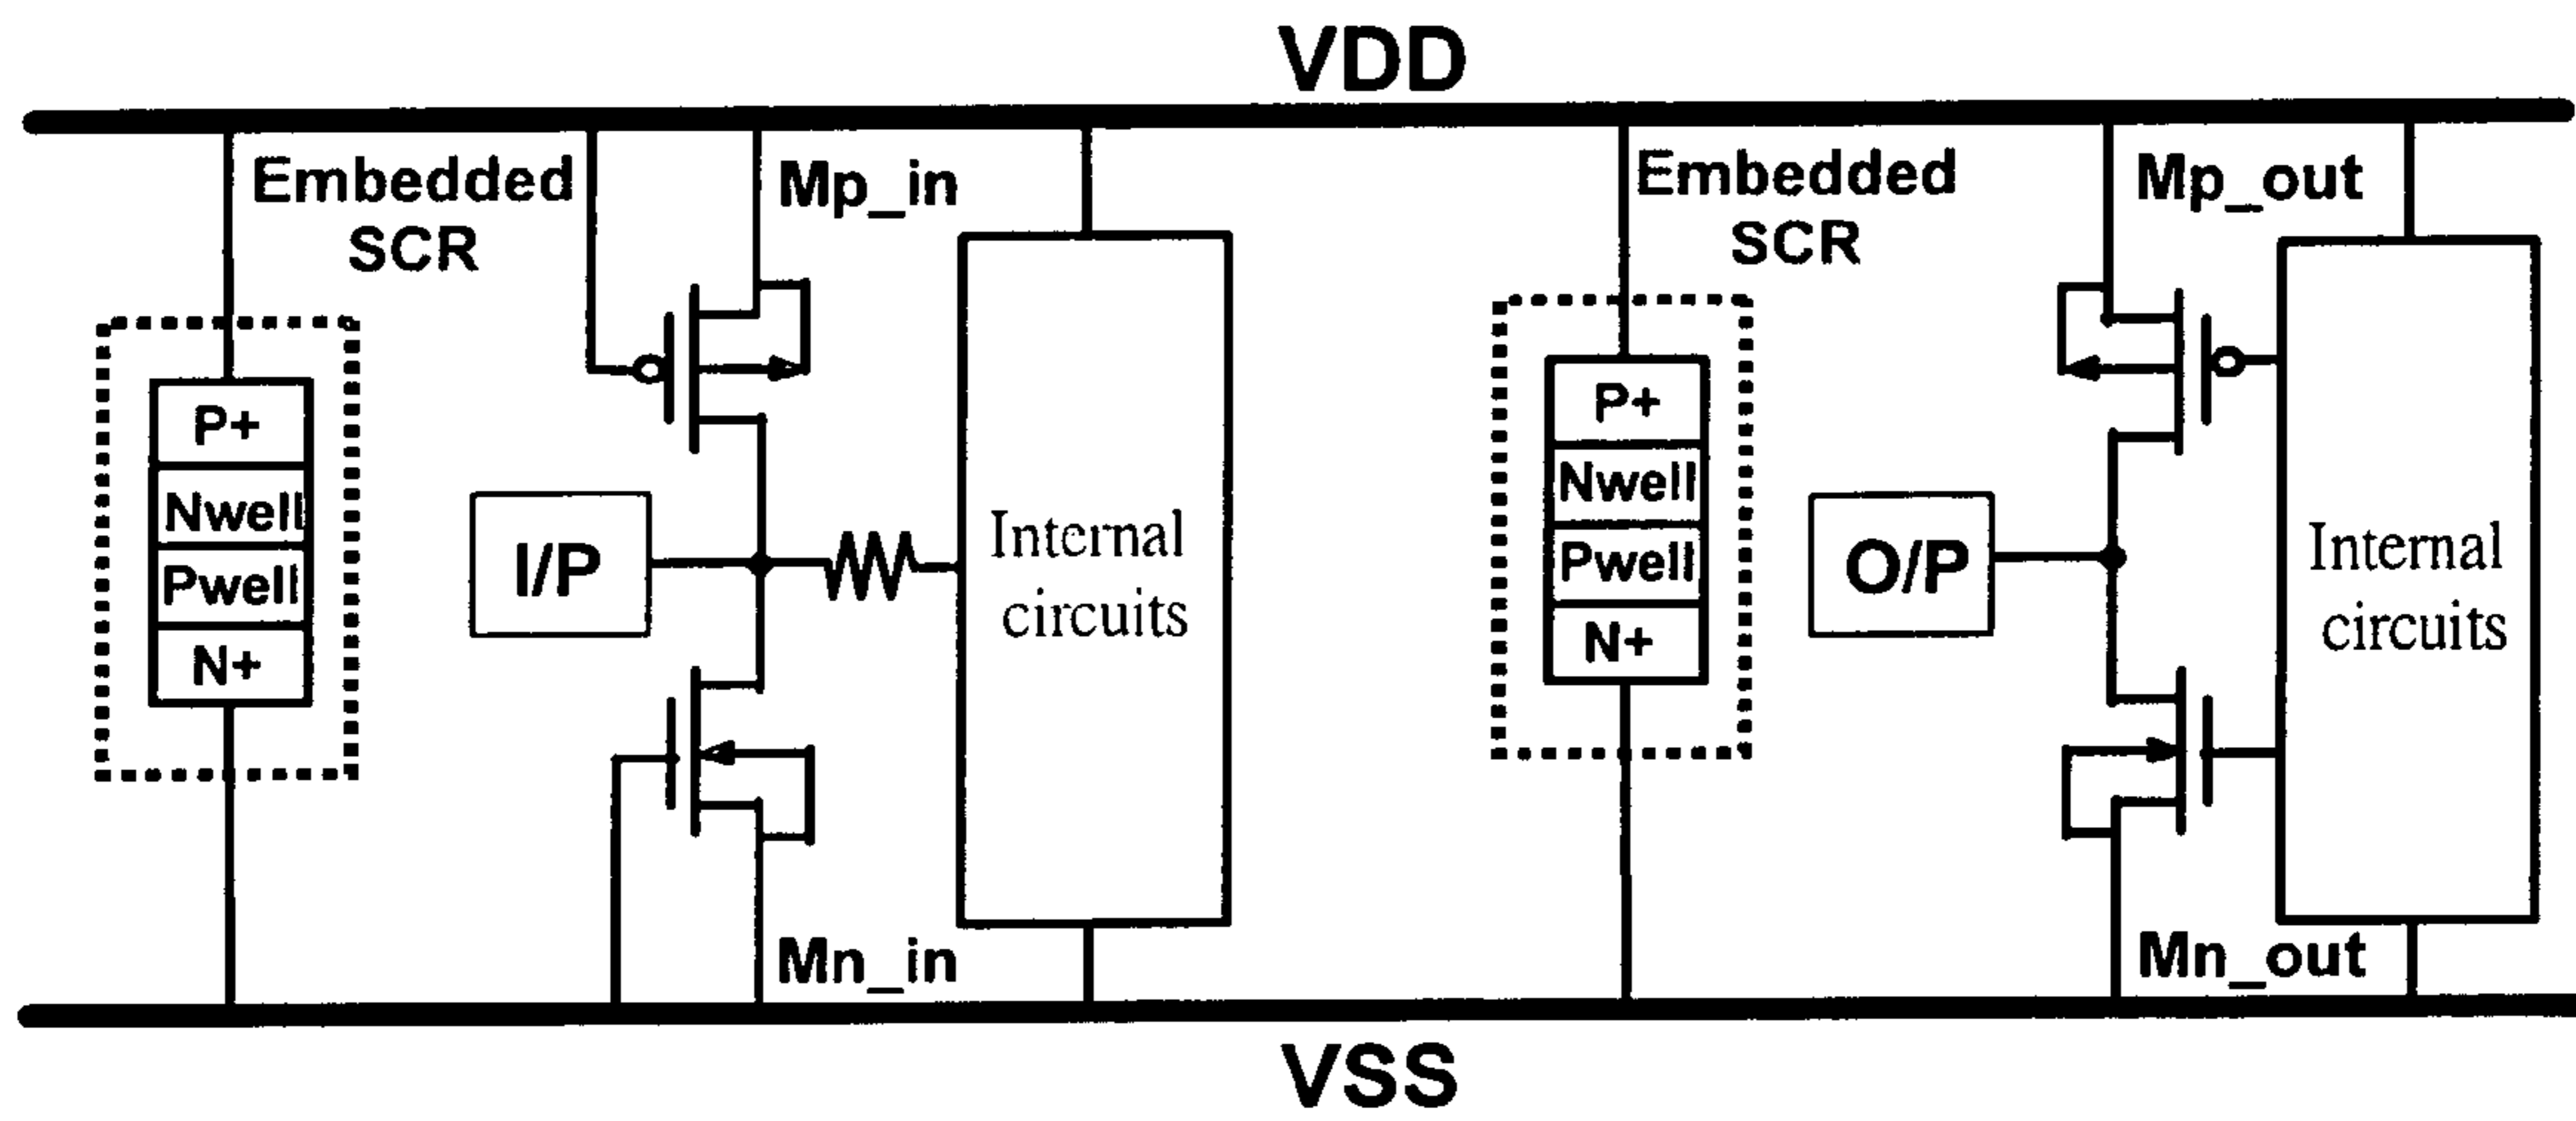 VDD
Embedded
SCR
Mp_in
Embedded
SCR
Mp_out
P+
Nwell
Pwell
N+
I/P
Internal
circuits
P+
Nwell
Pwell
N+
O/P
Internal
circuits
Mn_in
Mn_out
VSS